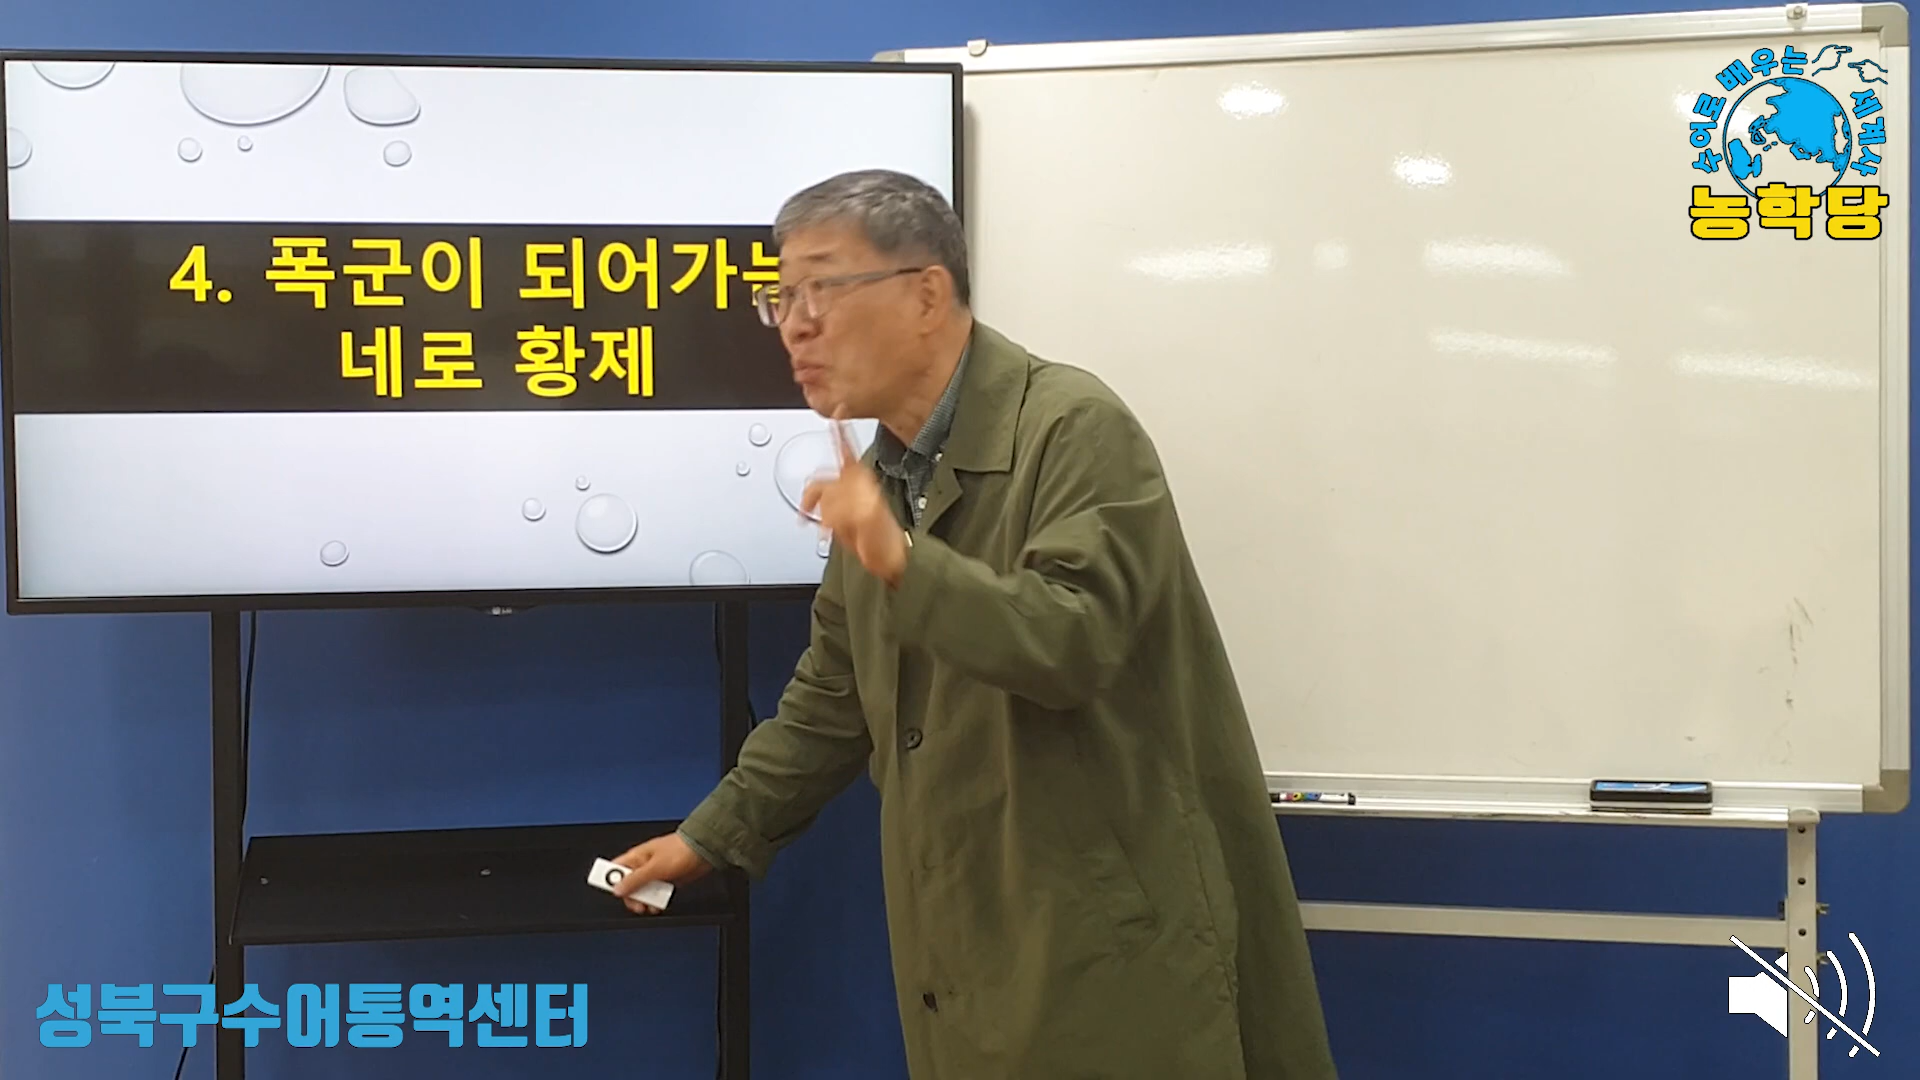 4. 폭군이 되어가는
네로 황제
수어로 배우는 세계사
농학당
성북구수어통역센터